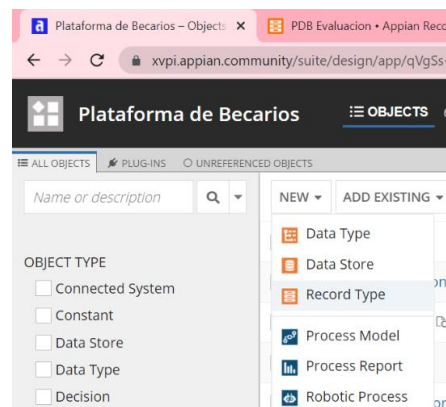 Plataforma de Becarios – Objects
PDB Evaluacion • Appian Reco
xvpi.appian.community/suite/design/app/qVgSs-
Plataforma de Becarios
OBJECTS
ALL OBJECTS PLUG-INS UNREFERENCED OBJECTS
Name or description
NEW ADD EXISTING
Data Type
Data Store
Record Type
Process Model
Process Report
Robotic Process
OBJECT TYPE
Connected System
Constant
Data Store
Data Type
Decision